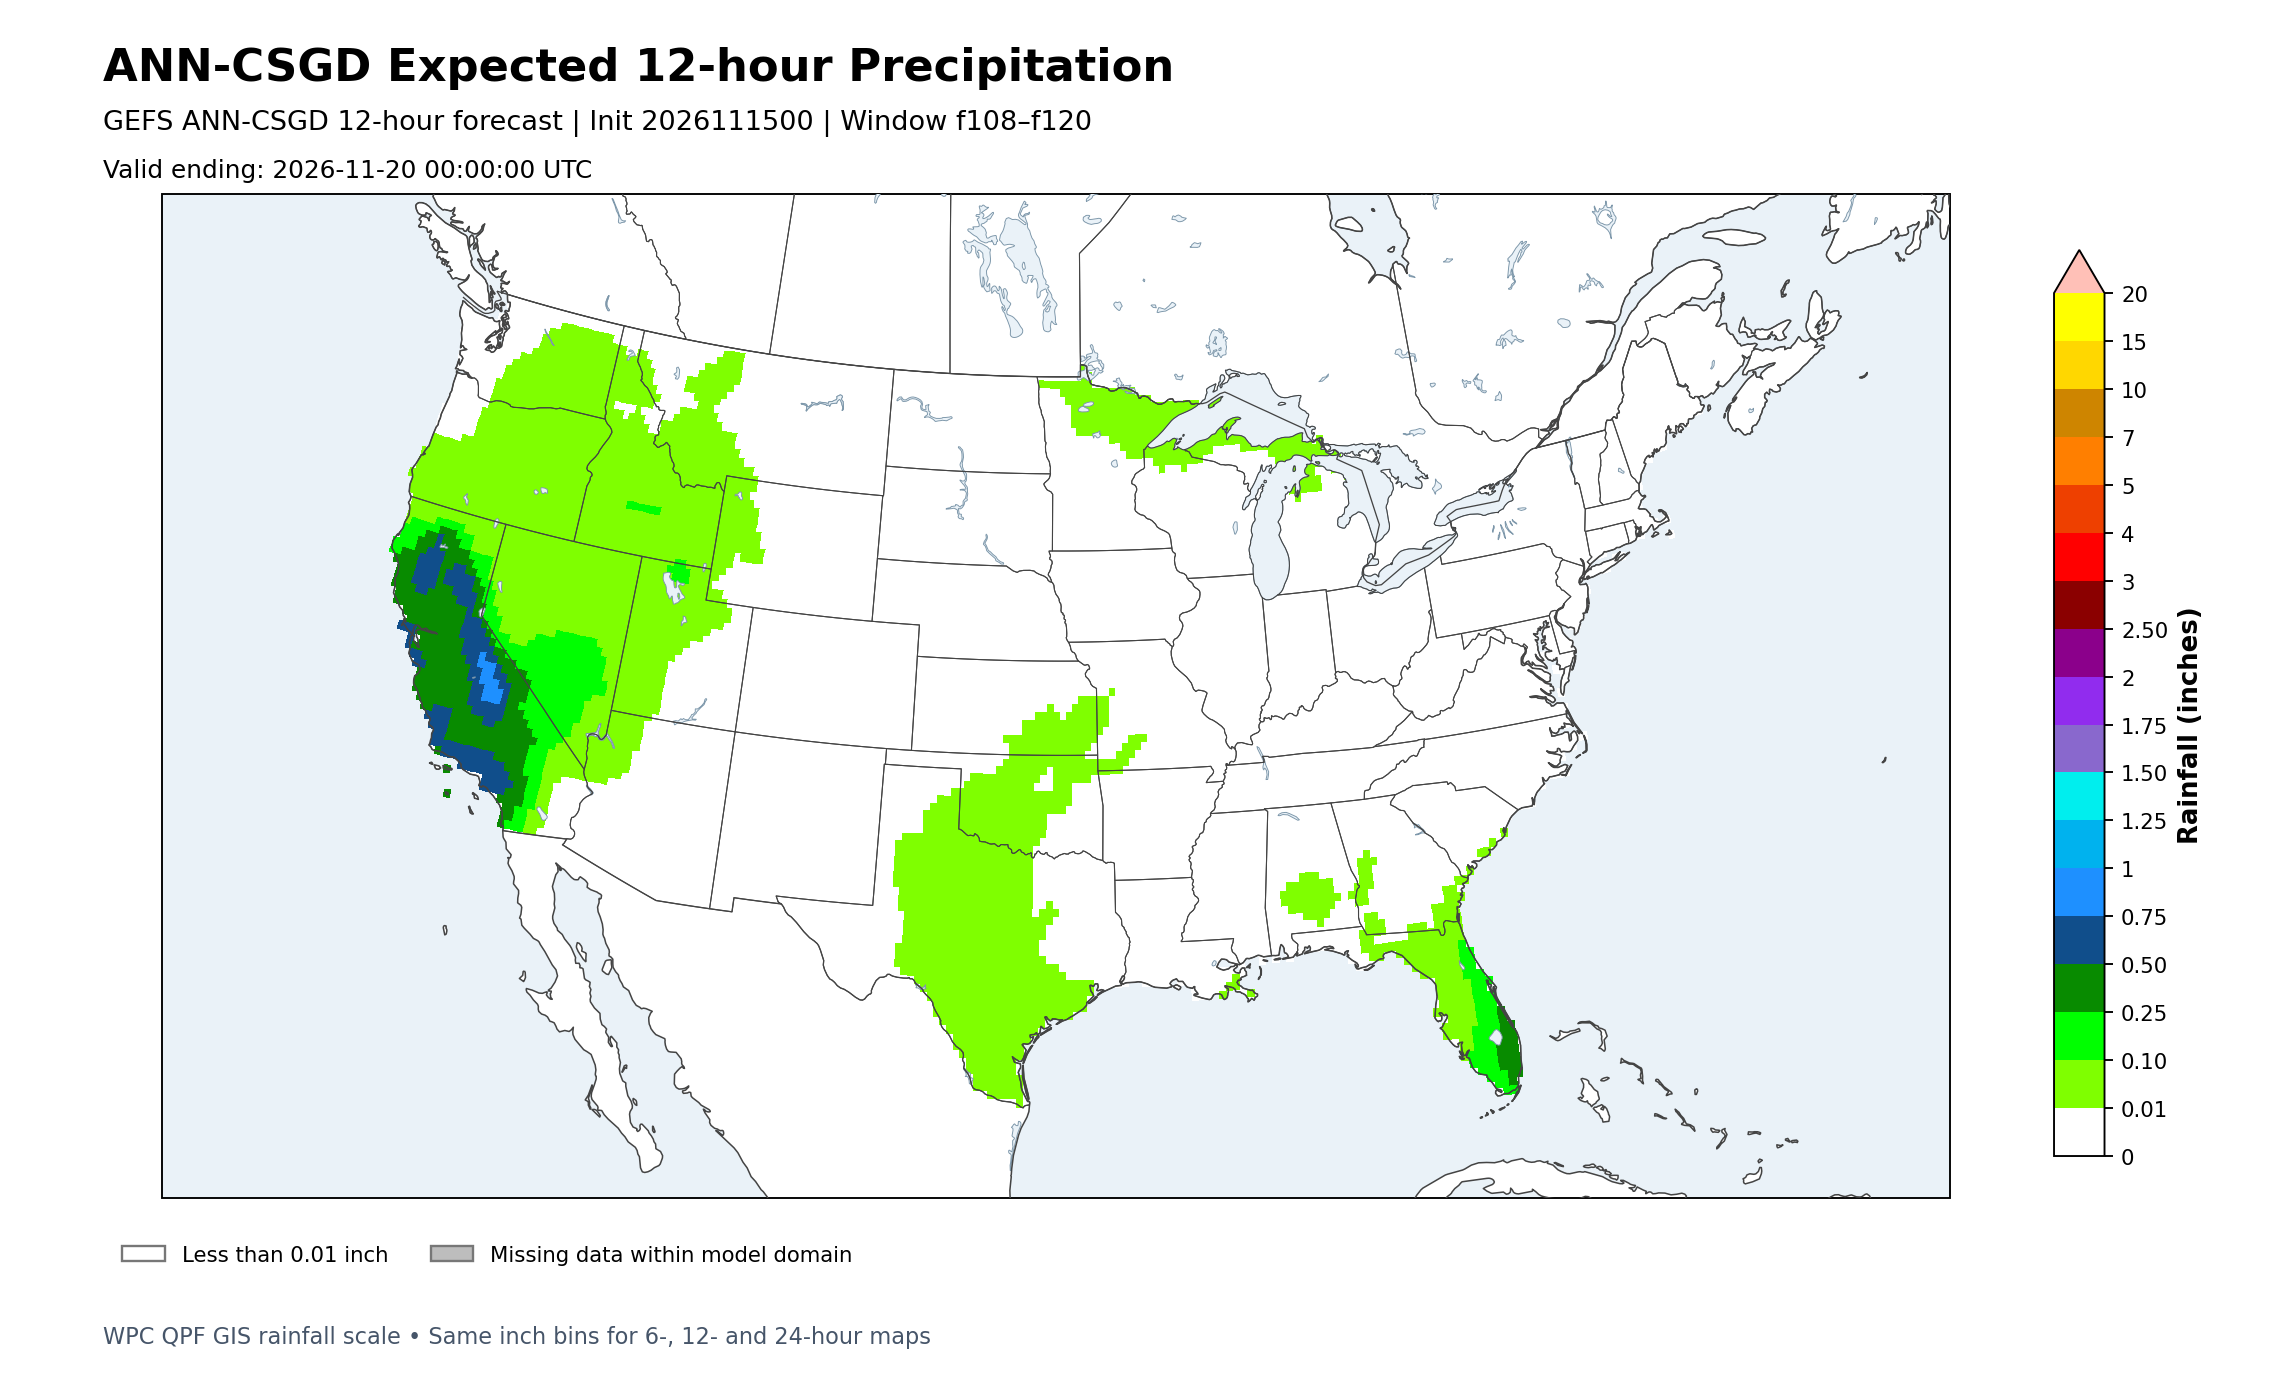 ANN-CSGD Expected 12-hour Precipitation
GEFS ANN-CSGD 12-hour forecast | Init 2026111500 | Window f108–f120
Valid ending: 2026-11-20 00:00:00 UTC
20
15
10
7
5
4
3
2.50
2
1.75
1.50
1.25
1
0.75
0.50
0.25
0.10
0.01
0
Rainfall (inches)
Less than 0.01 inch
Missing data within model domain
WPC QPF GIS rainfall scale • Same inch bins for 6-, 12- and 24-hour maps